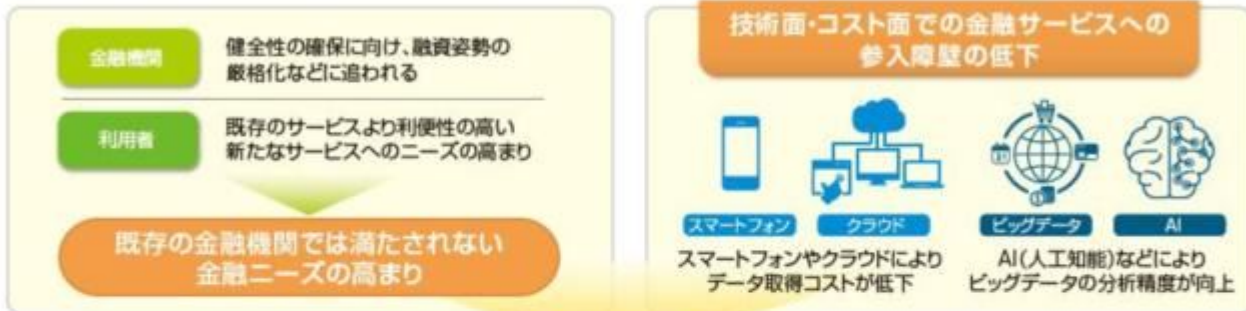 金融機関
健全性の確保に向け、融資姿勢の
厳格化などに追われる
利用者
既存のサービスより利便性の高い
新たなサービスへのニーズの高まり
既存の金融機関では満たされない
金融ニーズの高まり
技術面・コスト面での金融サービスへの
参入障壁の低下
スマートフォン
クラウド
ビッグデータ
AI
スマートフォンやクラウドにより
データ取得コストが低下
AI(人工知能)などにより
ビッグデータの分析精度が向上